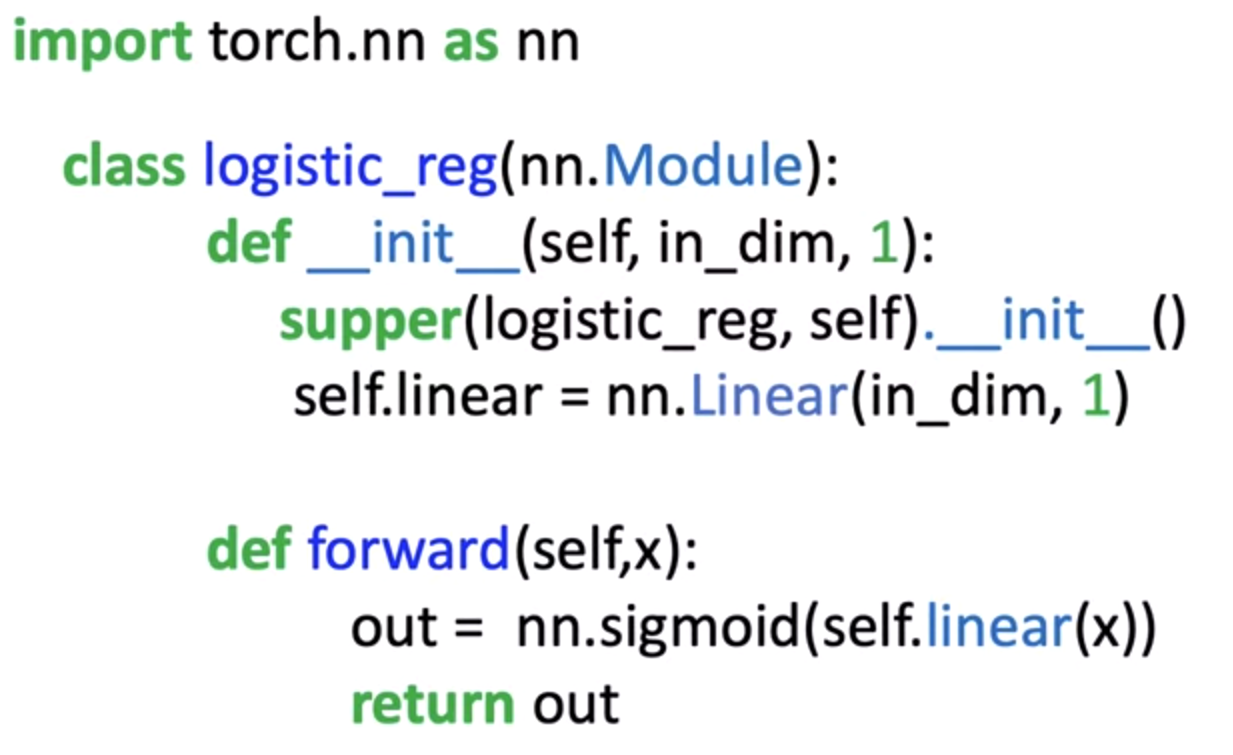 import torch.nn as nn
class logistic_reg(nn.Module):
def __init__(self, in_dim, 1):
supper(logistic_reg, self).__init__()
self.linear = nn.Linear(in_dim, 1)
def forward(self,x):
out = nn.sigmoid(self.linear(x))
return out